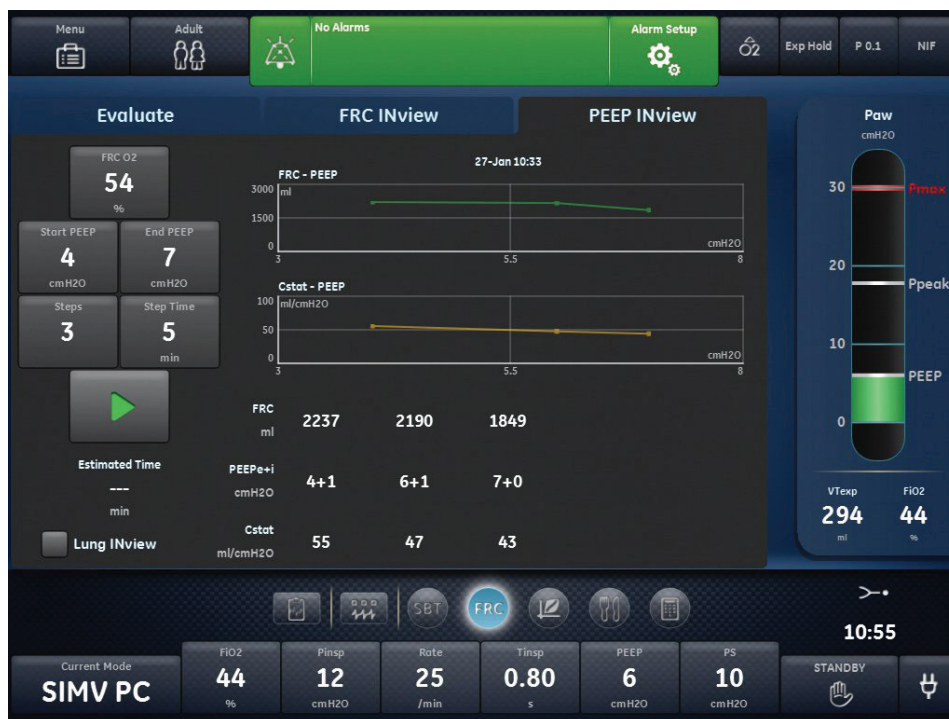 Menu
Adult
No Alarms
Alarm Setup
O2
Exp Hold
P 0.1
NIF
Evaluate
FRC INview
PEEP INview
FRC O2
54
%
Start PEEP
4
cmH2O
End PEEP
7
cmH2O
Steps
3
Step Time
5
min
Estimated Time
---
min
Lung INview
27-Jan 10:33
FRC - PEEP
3000
ml
1500
0
cmH2O
3
5.5
8
Cstat - PEEP
100
ml/cmH2O
50
0
cmH2O
3
5.5
8
FRC
ml
2237 2190 1849
PEEPe+i
cmH2O
4+1 6+1 7+0
Cstat
ml/cmH2O
55 47 43
Paw
cmH2O
30
Pmax
20
Ppeak
10
PEEP
0
VTexp
294
ml
FiO2
44
%
SBT
FRC
10:55
Current Mode
SIMV PC
FiO2
44
%
Pinsp
12
cmH2O
Rate
25
/min
Tinsp
0.80
s
PEEP
6
cmH2O
PS
10
cmH2O
STANDBY